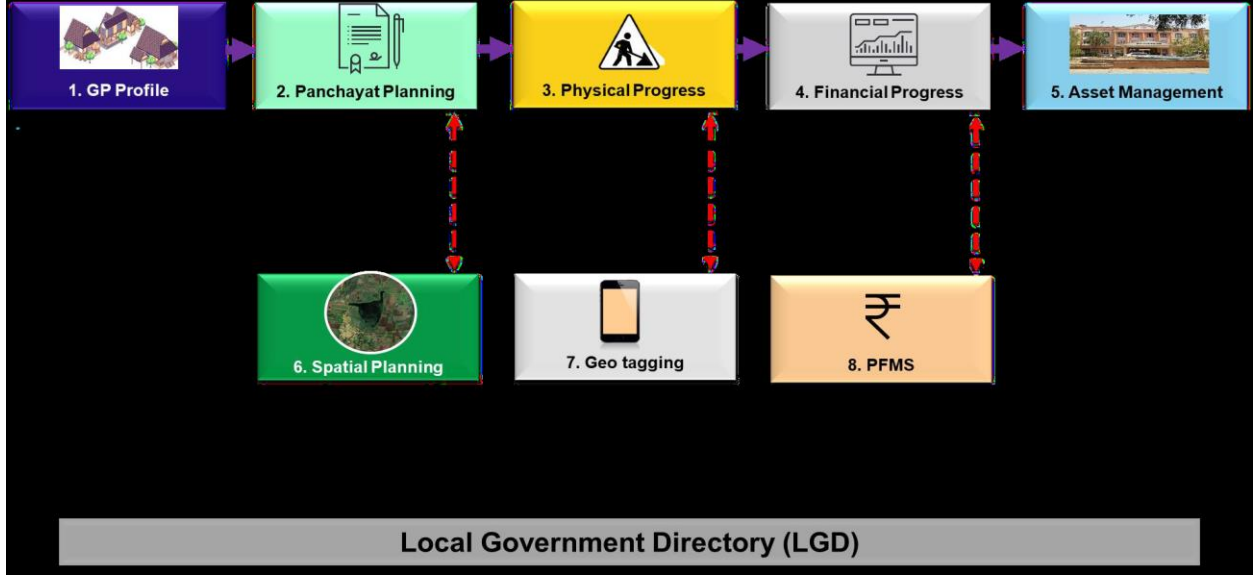 1. GP Profile
2. Panchayat Planning
3. Physical Progress
4. Financial Progress
5. Asset Management
6. Spatial Planning
7. Geo tagging
₹
8. PFMS
Local Government Directory (LGD)